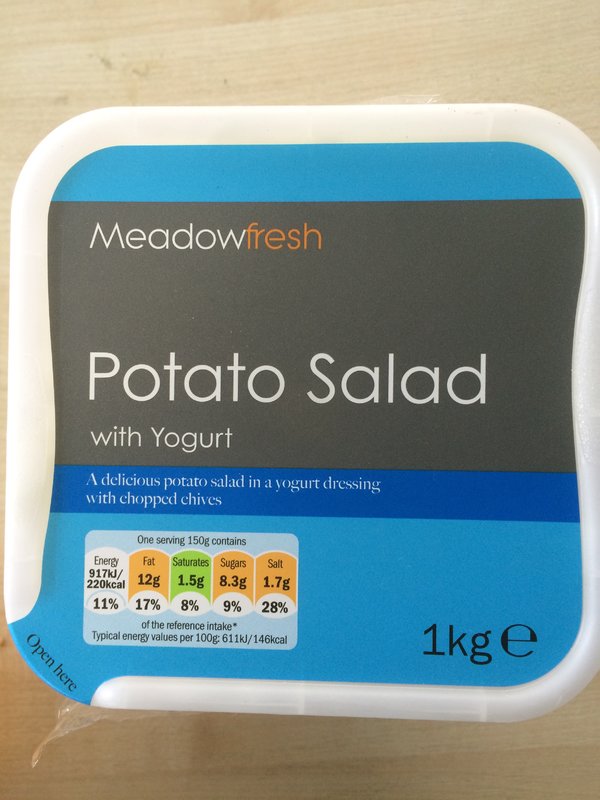 Meadowfresh
Potato Salad
with Yogurt
A delicious potato salad in a yogurt dressing
with chopped chives
One serving 150g contains
Energy Fat Saturates Sugars Salt
917kJ/
220kcal 12g 1.5g 8.3g 1.7g
11% 17% 8% 9% 28%
of the reference intake*
Typical energy values per 100g: 611kJ/146kcal
1kg ℮
Open here